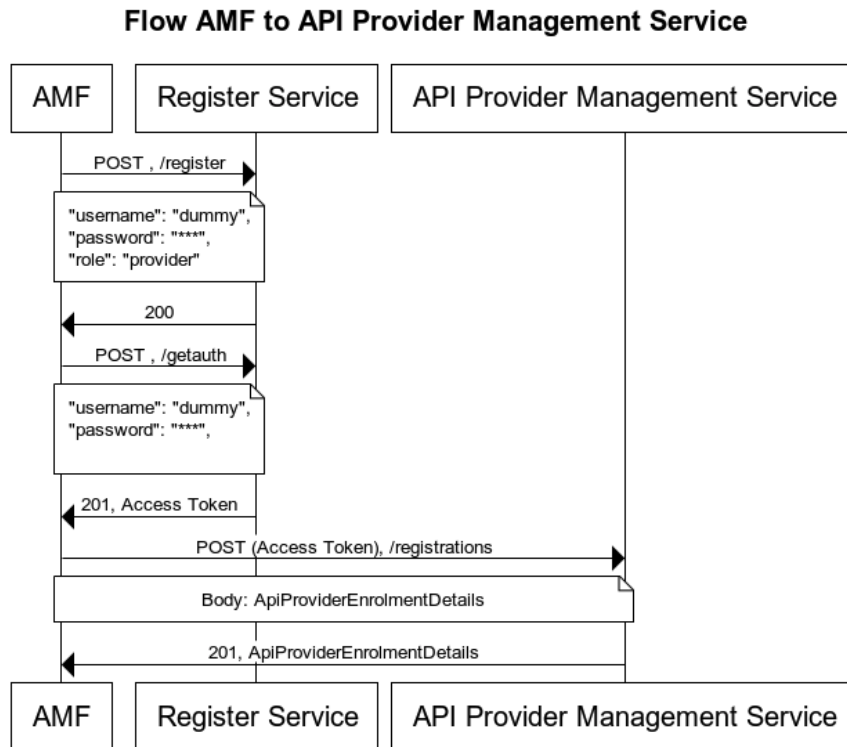 Flow AMF to API Provider Management Service
AMF
Register Service
API Provider Management Service
POST , /register
"username": "dummy",
"password": "***",
"role": "provider"
200
POST , /getauth
"username": "dummy",
"password": "***",
201, Access Token
POST (Access Token), /registrations
Body: ApiProviderEnrolmentDetails
201, ApiProviderEnrolmentDetails
AMF
Register Service
API Provider Management Service